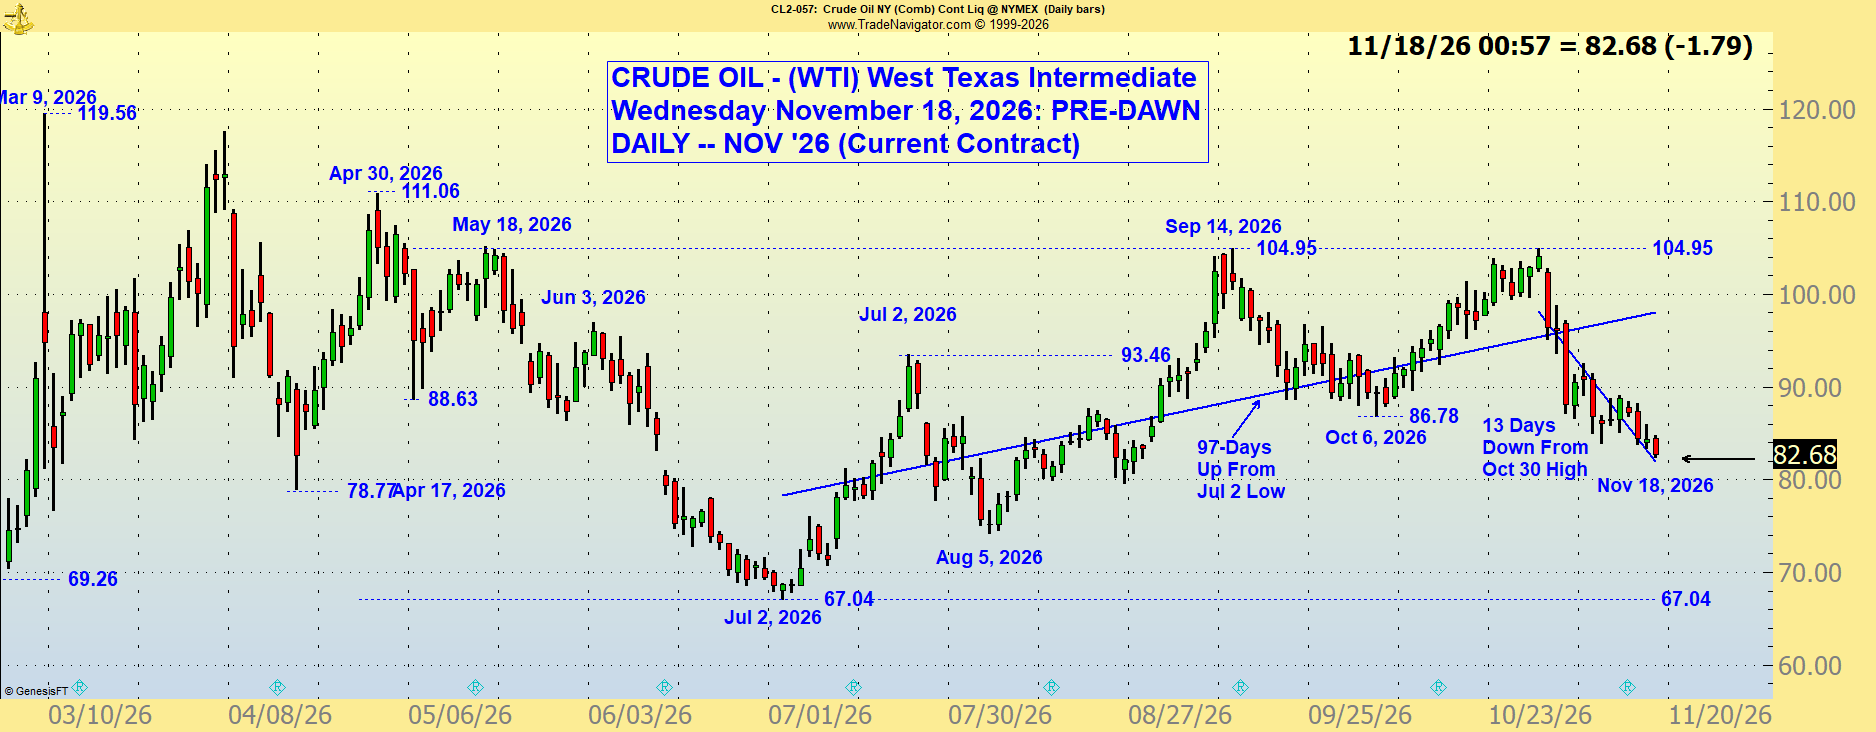 CL2-057: Crude Oil NY (Comb) Cont Liq @ NYMEX (Daily bars)
www.TradeNavigator.com © 1999-2026
11/18/26 00:57 = 82.68 (-1.79)
CRUDE OIL - (WTI) West Texas Intermediate
Wednesday November 18, 2026: PRE-DAWN
DAILY -- NOV '26 (Current Contract)
Mar 9, 2026
119.56
Apr 30, 2026
111.06
May 18, 2026
Sep 14, 2026
104.95
104.95
Jun 3, 2026
Jul 2, 2026
93.46
88.63
86.78
Oct 6, 2026
13 Days
Down From
Oct 30 High
97-Days
Up From
Jul 2 Low
Nov 18, 2026
78.77
Apr 17, 2026
Aug 5, 2026
69.26
67.04
67.04
Jul 2, 2026
120.00
110.00
100.00
90.00
82.68
80.00
70.00
60.00
R R R R R R R R R
© GenesisFT
03/10/26 04/08/26 05/06/26 06/03/26 07/01/26 07/30/26 08/27/26 09/25/26 10/23/26 11/20/26